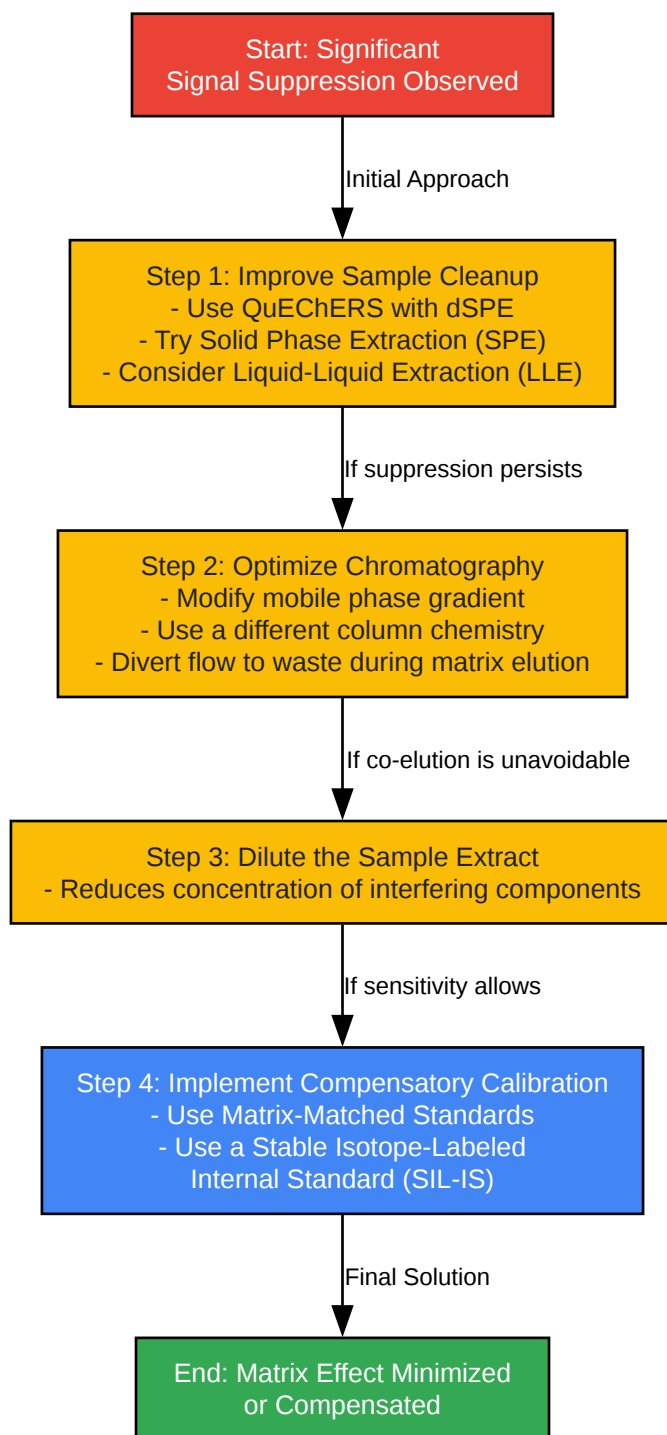 Start: Significant
Signal Suppression Observed
Initial Approach
Step 1: Improve Sample Cleanup
- Use QuEChERS with dSPE
- Try Solid Phase Extraction (SPE)
- Consider Liquid-Liquid Extraction (LLE)
If suppression persists
Step 2: Optimize Chromatography
- Modify mobile phase gradient
- Use a different column chemistry
- Divert flow to waste during matrix elution
If co-elution is unavoidable
Step 3: Dilute the Sample Extract
- Reduces concentration of interfering components
If sensitivity allows
Step 4: Implement Compensatory Calibration
- Use Matrix-Matched Standards
- Use a Stable Isotope-Labeled
Internal Standard (SIL-IS)
Final Solution
End: Matrix Effect Minimized
or Compensated